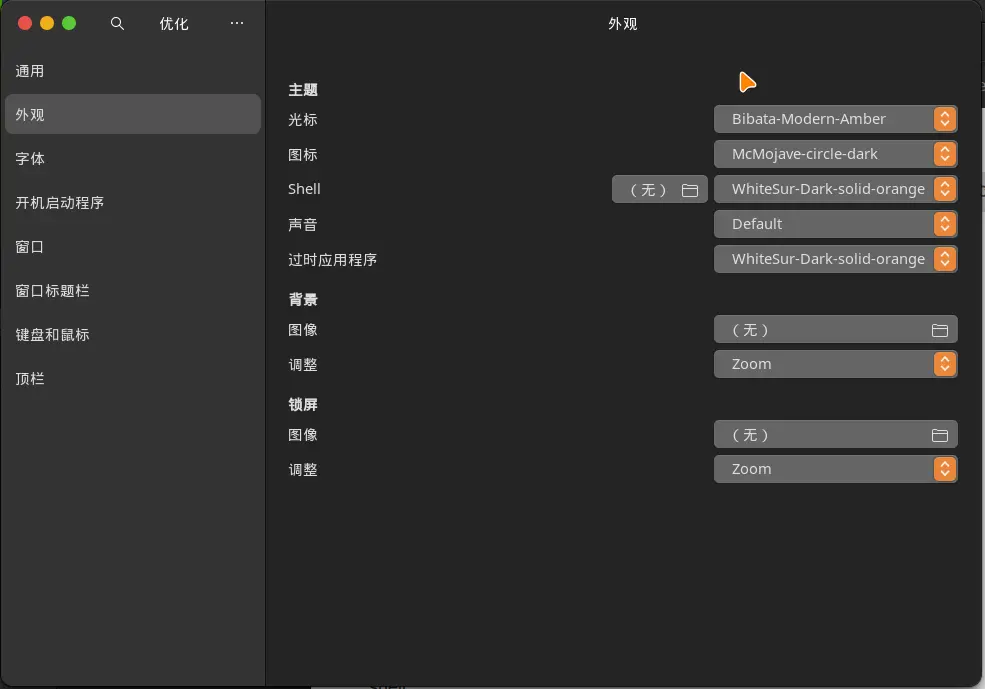 优化
外观
通用
外观
字体
开机启动程序
窗口
窗口标题栏
键盘和鼠标
顶栏
主题
光标 Bibata-Modern-Amber
图标 McMojave-circle-dark
Shell （无） WhiteSur-Dark-solid-orange
声音 Default
过时应用程序 WhiteSur-Dark-solid-orange
背景
图像 （无）
调整 Zoom
锁屏
图像 （无）
调整 Zoom